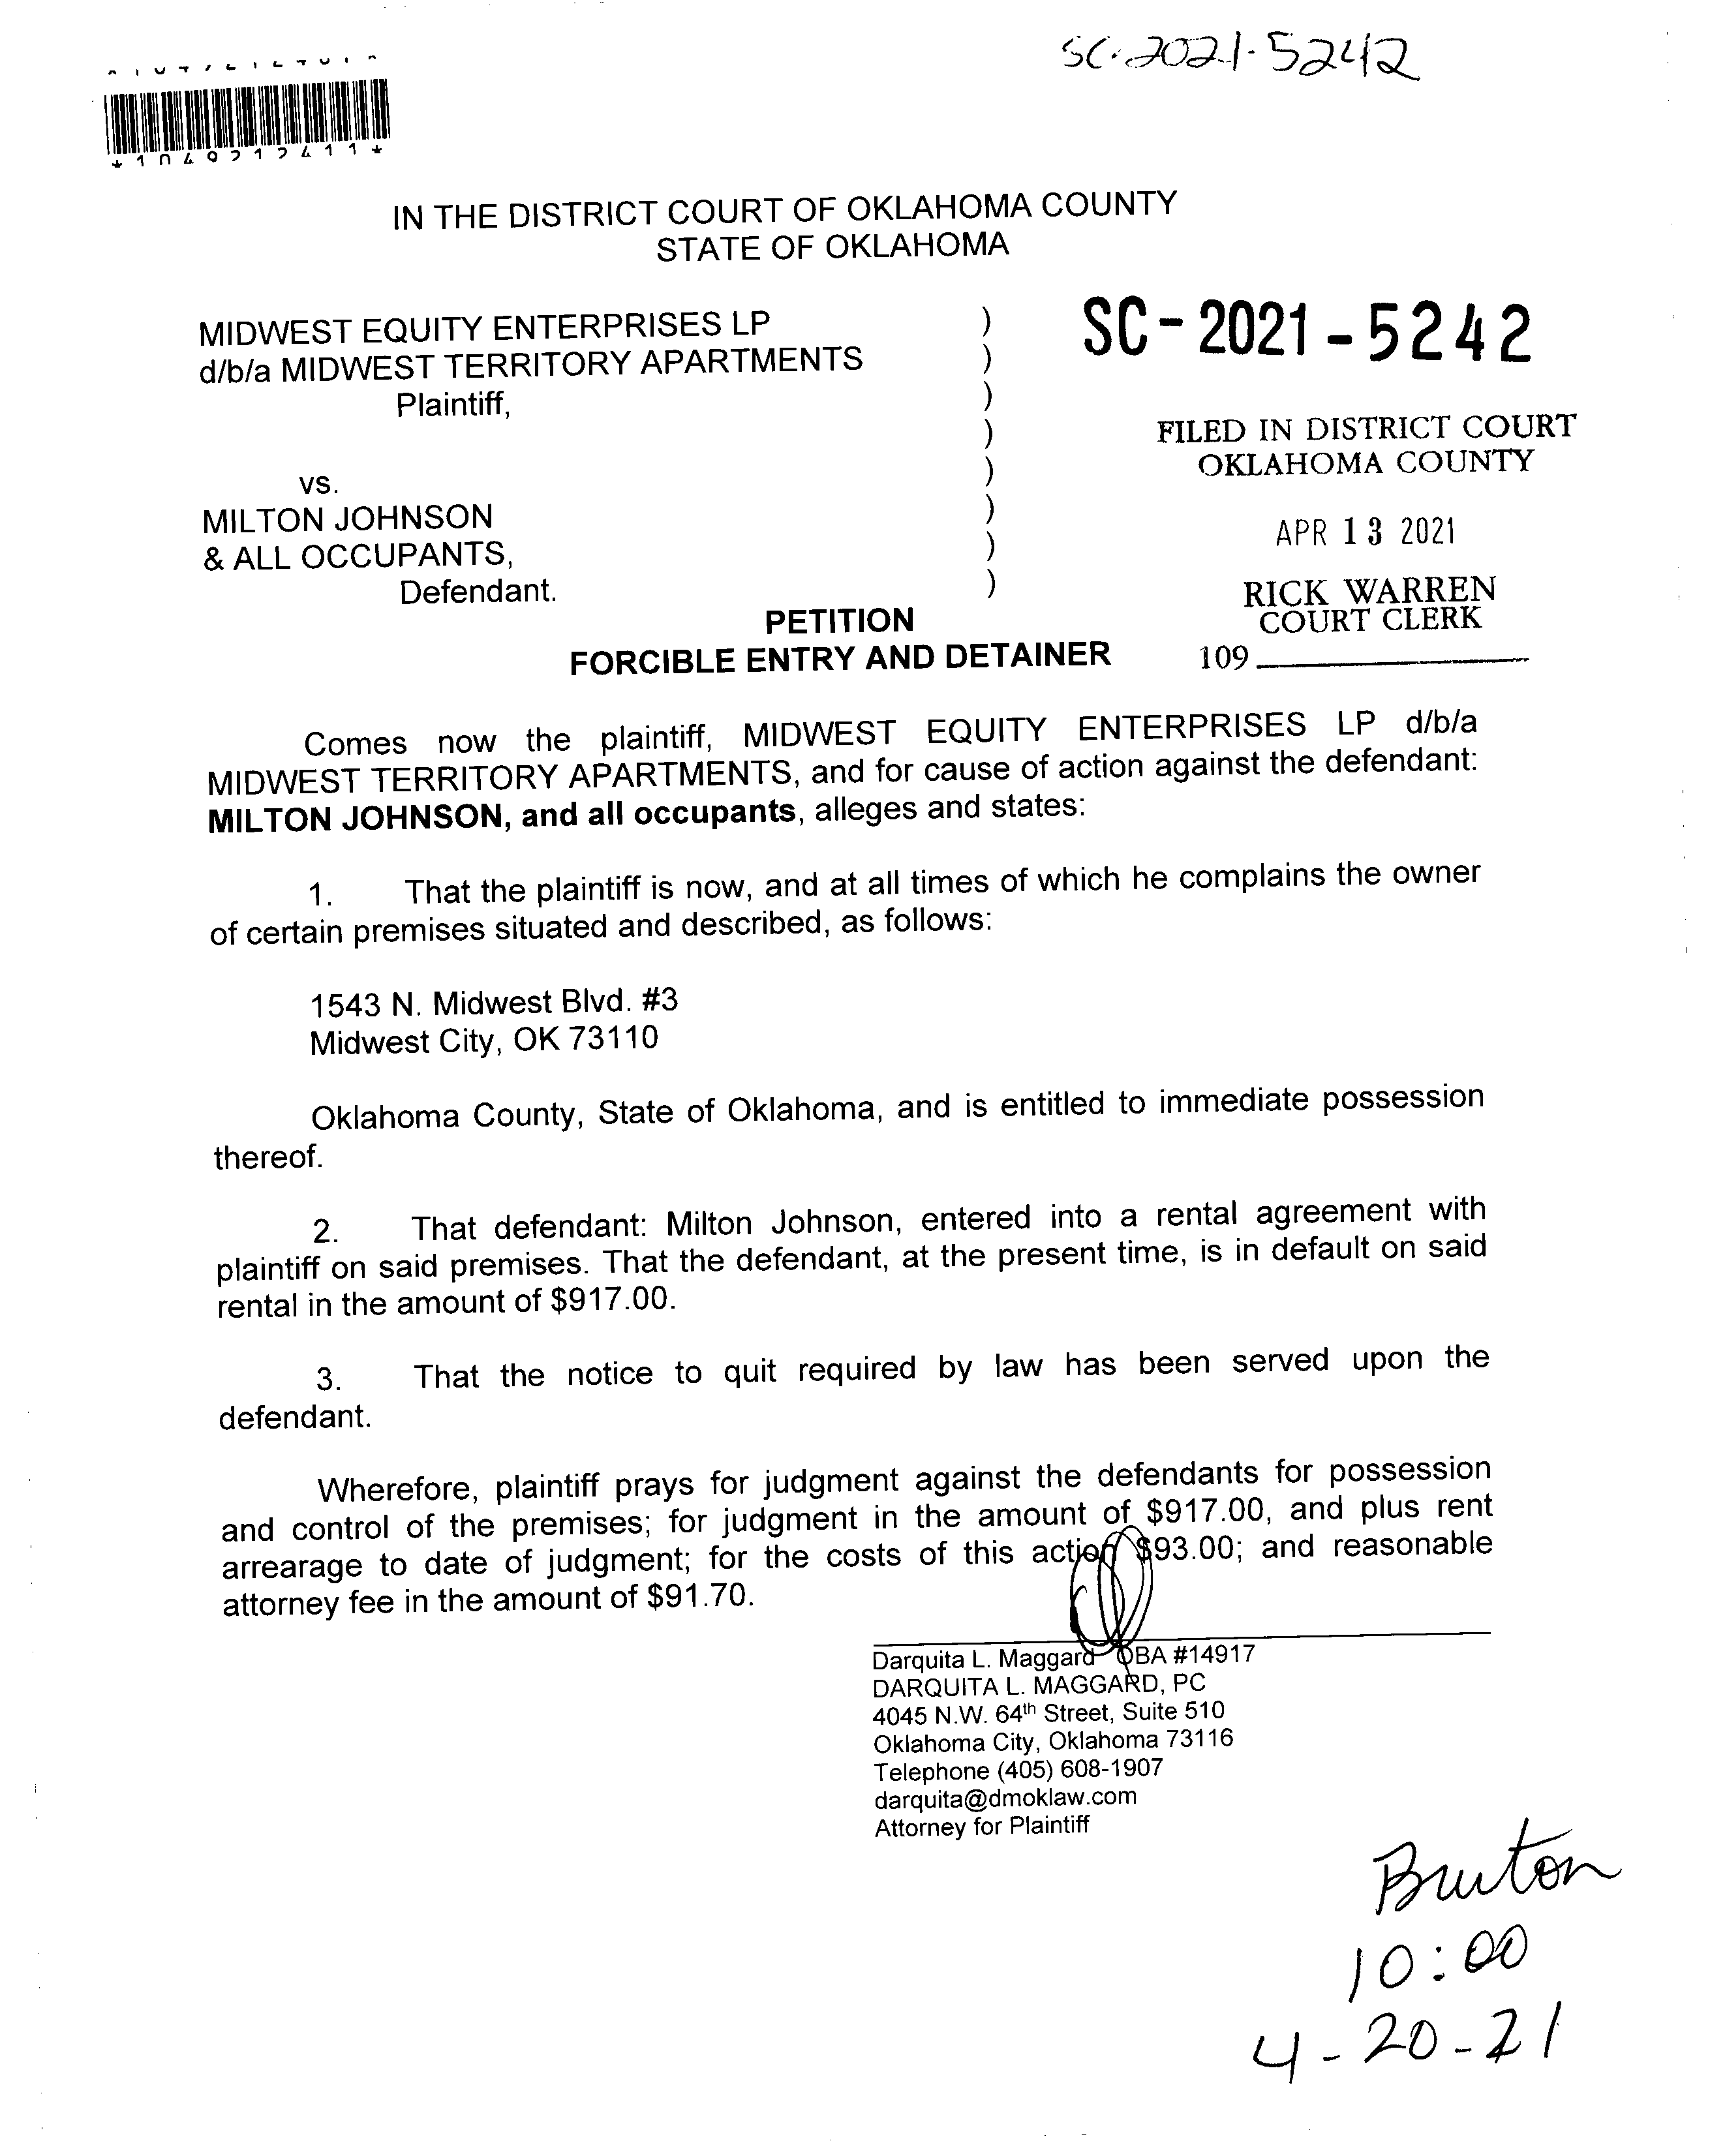 SC-2021-5242
*1049212411*
IN THE DISTRICT COURT OF OKLAHOMA COUNTY
STATE OF OKLAHOMA
MIDWEST EQUITY ENTERPRISES LP )
d/b/a MIDWEST TERRITORY APARTMENTS )
Plaintiff, )
)
vs. )
MILTON JOHNSON )
& ALL OCCUPANTS, )
Defendant. )
SC-2021-5242
FILED IN DISTRICT COURT
OKLAHOMA COUNTY
APR 13 2021
RICK WARREN
COURT CLERK
109
PETITION
FORCIBLE ENTRY AND DETAINER
Comes now the plaintiff, MIDWEST EQUITY ENTERPRISES LP d/b/a
MIDWEST TERRITORY APARTMENTS, and for cause of action against the defendant:
MILTON JOHNSON, and all occupants, alleges and states:
1. That the plaintiff is now, and at all times of which he complains the owner
of certain premises situated and described, as follows:
1543 N. Midwest Blvd. #3
Midwest City, OK 73110
Oklahoma County, State of Oklahoma, and is entitled to immediate possession
thereof.
2. That defendant: Milton Johnson, entered into a rental agreement with
plaintiff on said premises. That the defendant, at the present time, is in default on said
rental in the amount of $917.00.
3. That the notice to quit required by law has been served upon the
defendant.
Wherefore, plaintiff prays for judgment against the defendants for possession
and control of the premises; for judgment in the amount of $917.00, and plus rent
arrearage to date of judgment; for the costs of this action $93.00; and reasonable
attorney fee in the amount of $91.70.
Darquita L. Maggard OBA #14917
DARQUITA L. MAGGARD, PC
4045 N.W. 64th Street, Suite 510
Oklahoma City, Oklahoma 73116
Telephone (405) 608-1907
darquita@dmoklaw.com
Attorney for Plaintiff
Bruton
10:00
4-20-21